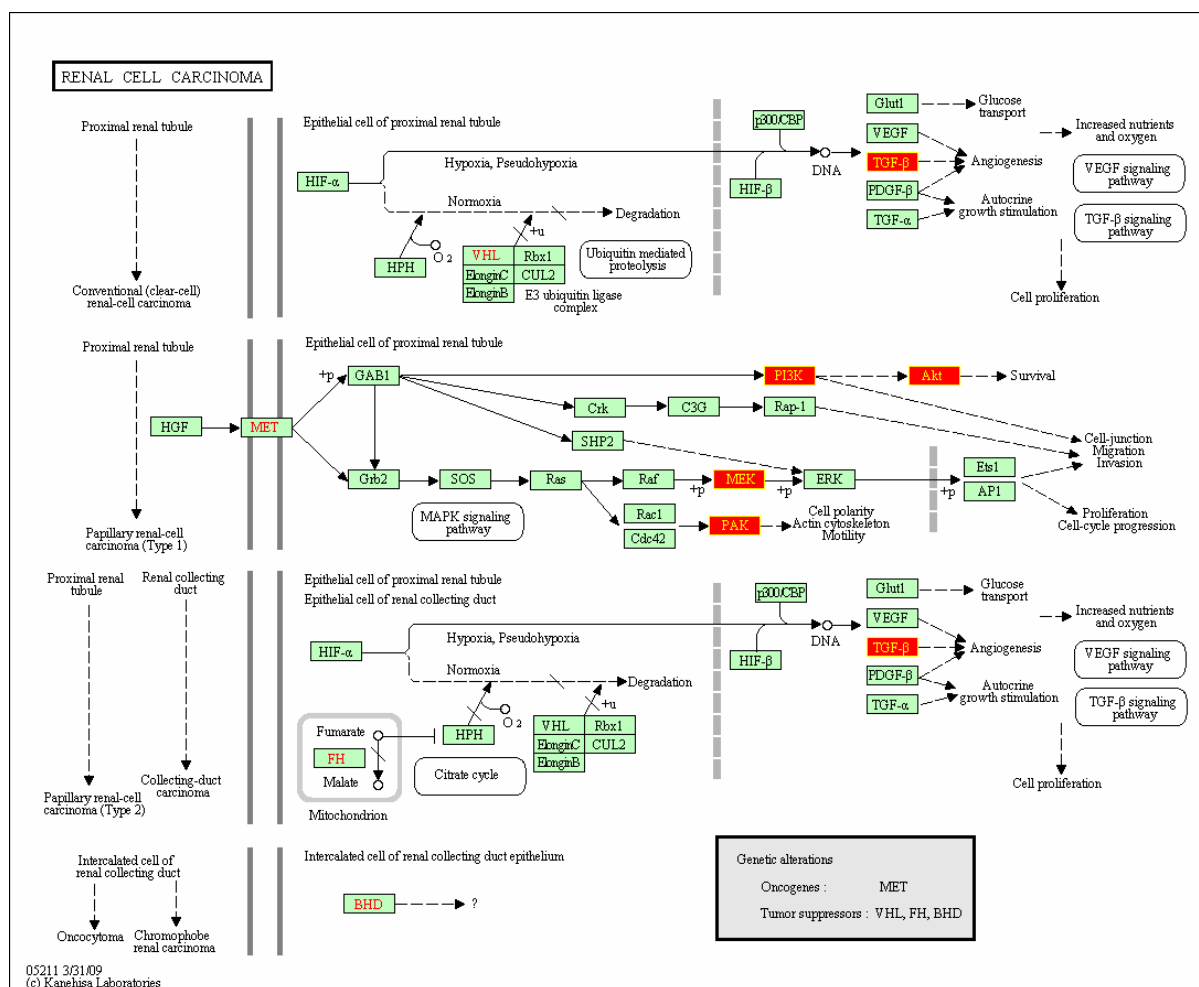 RENAL CELL CARCINOMA
Proximal renal tubule
Conventional (clear-cell)
renal-cell carcinoma
Epithelial cell of proximal renal tubule
HIF-α
Hypoxia, Pseudohypoxia
Normoxia
Degradation
HPH
O2
+u
VHL
Rbx1
ElonginC
CUL2
ElonginB
E3 ubiquitin ligase
complex
Ubiquitin mediated
proteolysis
p300/CBP
HIF-β
DNA
Glut1
VEGF
TGF-β
PDGF-β
TGF-α
Glucose
transport
Angiogenesis
Autocrine
growth stimulation
Increased nutrients
and oxygen
VEGF signaling
pathway
TGF-β signaling
pathway
Cell proliferation
Proximal renal tubule
Papillary renal-cell
carcinoma (Type 1)
Epithelial cell of proximal renal tubule
HGF
MET
+p
GAB1
PI3K
Akt
Survival
Crk
C3G
Rap-1
SHP2
Grb2
SOS
Ras
Raf
+p
MEK
+p
ERK
+p
Ets1
AP1
Cell-junction
Migration
Invasion
MAPK signaling
pathway
Rac1
Cdc42
PAK
Cell polarity
Actin cytoskeleton
Motility
Proliferation
Cell-cycle progression
Proximal renal
tubule
Renal collecting
duct
Papillary renal-cell
carcinoma (Type 2)
Collecting-duct
carcinoma
Epithelial cell of proximal renal tubule
Epithelial cell of renal collecting duct
HIF-α
Hypoxia, Pseudohypoxia
Normoxia
Degradation
HPH
O2
+u
VHL
Rbx1
ElonginC
CUL2
ElonginB
Fumarate
FH
Malate
Mitochondrion
Citrate cycle
p300/CBP
HIF-β
DNA
Glut1
VEGF
TGF-β
PDGF-β
TGF-α
Glucose
transport
Angiogenesis
Autocrine
growth stimulation
Increased nutrients
and oxygen
VEGF signaling
pathway
TGF-β signaling
pathway
Cell proliferation
Intercalated cell of
renal collecting duct
Oncocytoma
Chromophobe
renal carcinoma
Intercalated cell of renal collecting duct epithelium
BHD
?
Genetic alterations
Oncogenes : MET
Tumor suppressors : VHL, FH, BHD
05211 3/31/09
(c) Kanehisa Laboratories